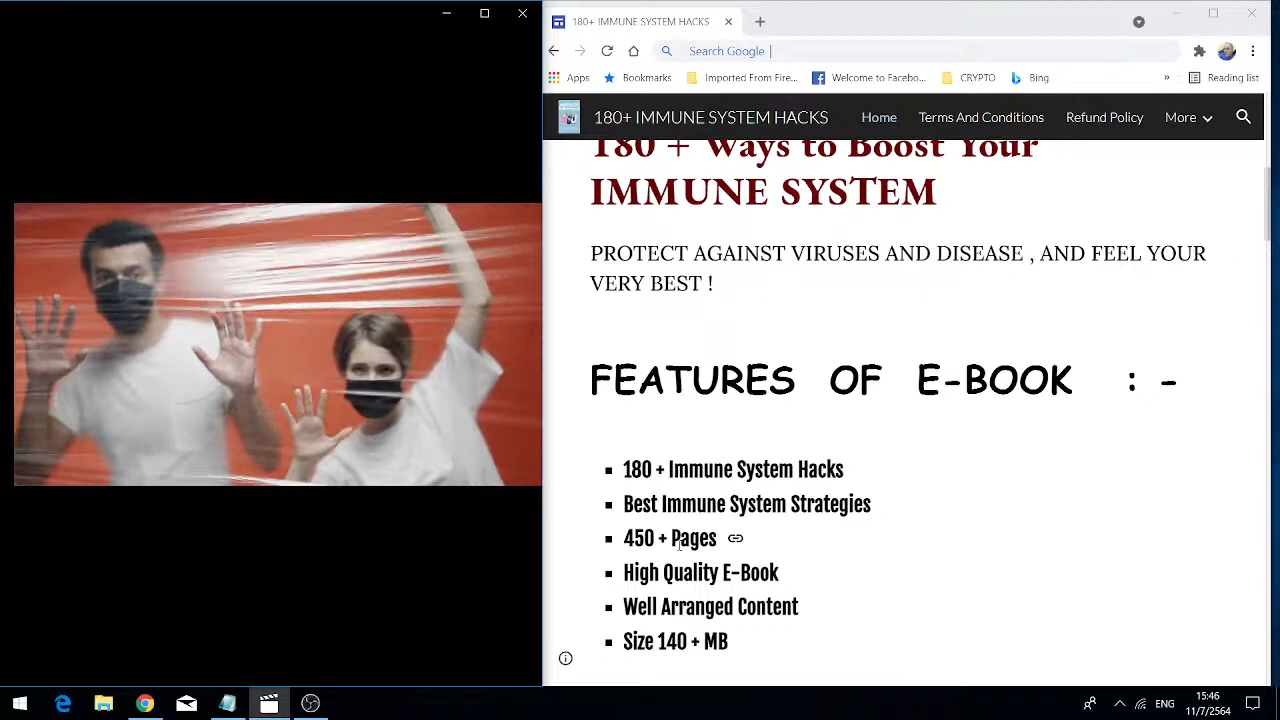 180+ IMMUNE SYSTEM HACKS
Search Google
Apps
Bookmarks
Imported From Fire...
Welcome to Facebo...
CRYPTO
Bing
»
Reading list
180+ IMMUNE SYSTEM HACKS
Home
Terms And Conditions
Refund Policy
More
180 + Ways to Boost Your
IMMUNE SYSTEM
PROTECT AGAINST VIRUSES AND DISEASE , AND FEEL YOUR
VERY BEST !
FEATURES OF E-BOOK : -
180 + Immune System Hacks
Best Immune System Strategies
450 + Pages
High Quality E-Book
Well Arranged Content
Size 140 + MB
ENG
15:46
11/7/2564